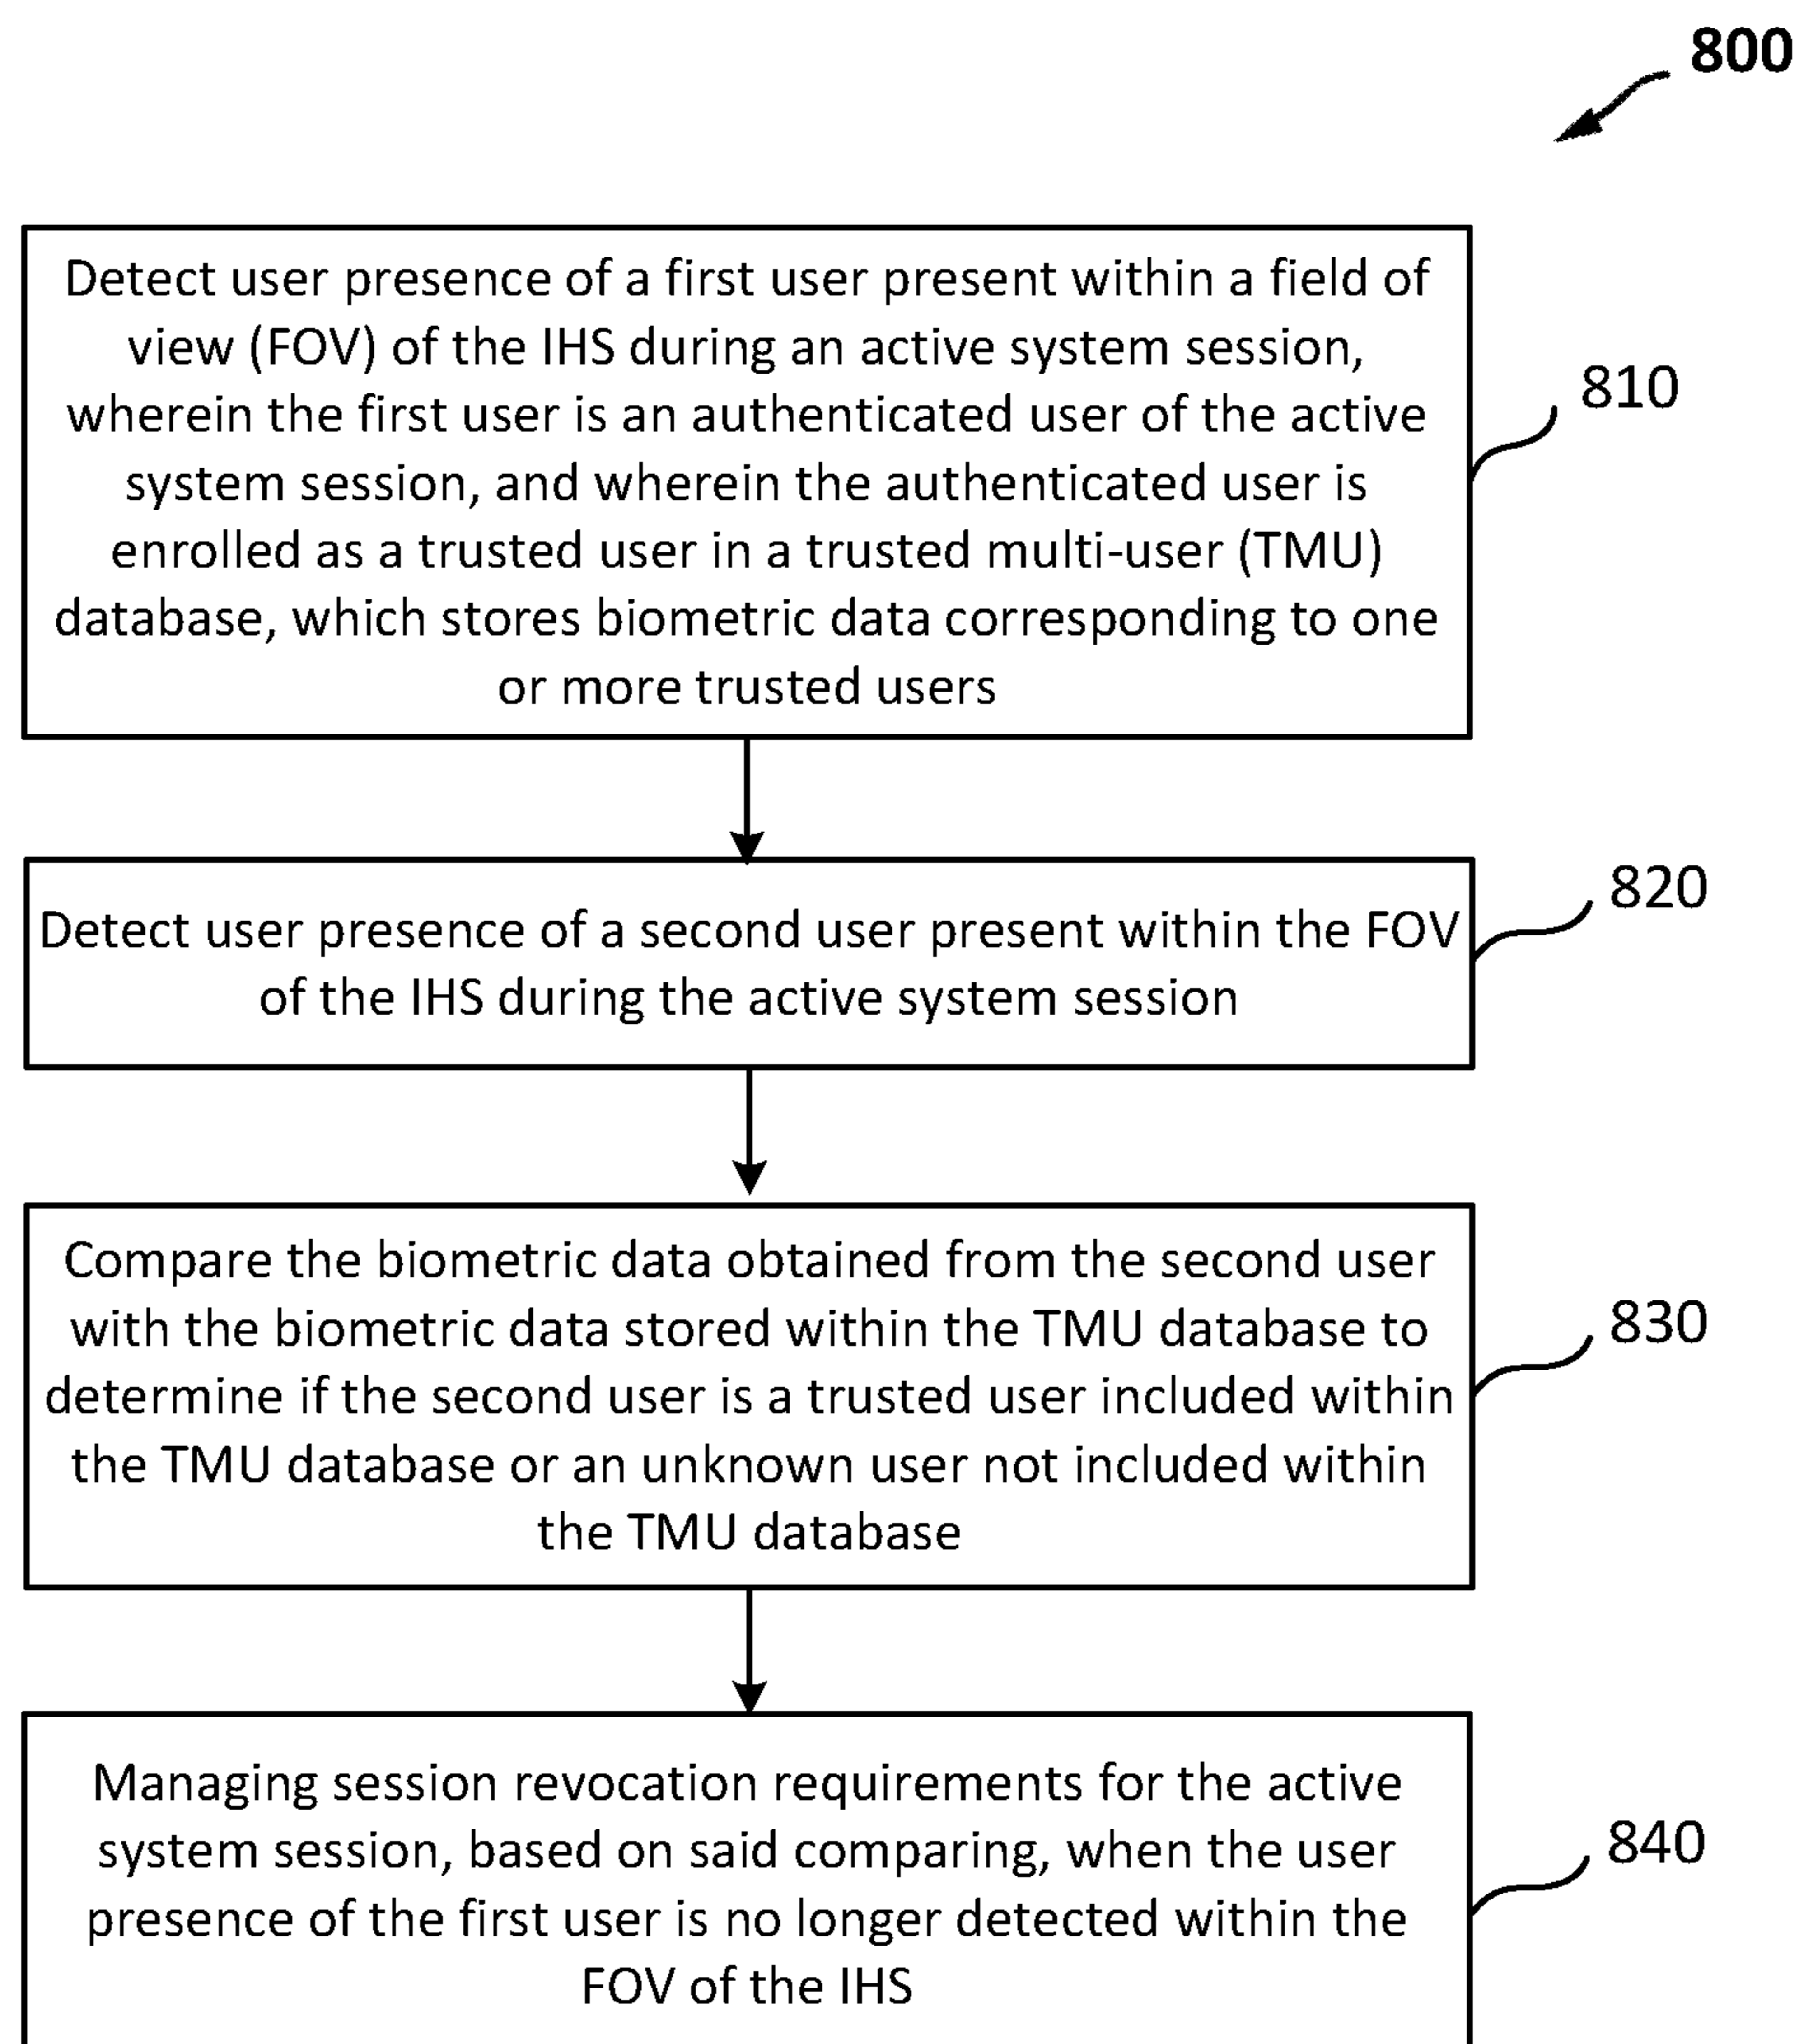 800
Detect user presence of a first user present within a field of
view (FOV) of the IHS during an active system session,
wherein the first user is an authenticated user of the active
system session, and wherein the authenticated user is
enrolled as a trusted user in a trusted multi-user (TMU)
database, which stores biometric data corresponding to one
or more trusted users
810
Detect user presence of a second user present within the FOV
of the IHS during the active system session
820
Compare the biometric data obtained from the second user
with the biometric data stored within the TMU database to
determine if the second user is a trusted user included within
the TMU database or an unknown user not included within
the TMU database
830
Managing session revocation requirements for the active
system session, based on said comparing, when the user
presence of the first user is no longer detected within the
FOV of the IHS
840